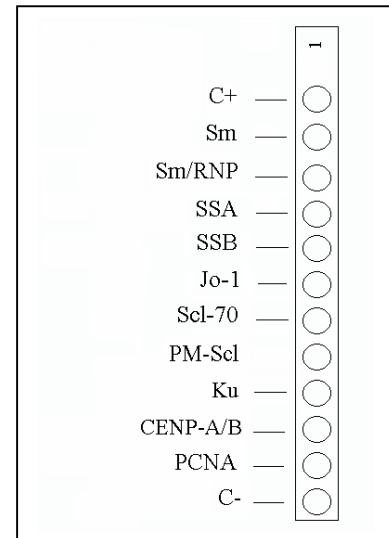 1
C+
Sm
Sm/RNP
SSA
SSB
Jo-1
Scl-70
PM-Scl
Ku
CENP-A/B
PCNA
C-